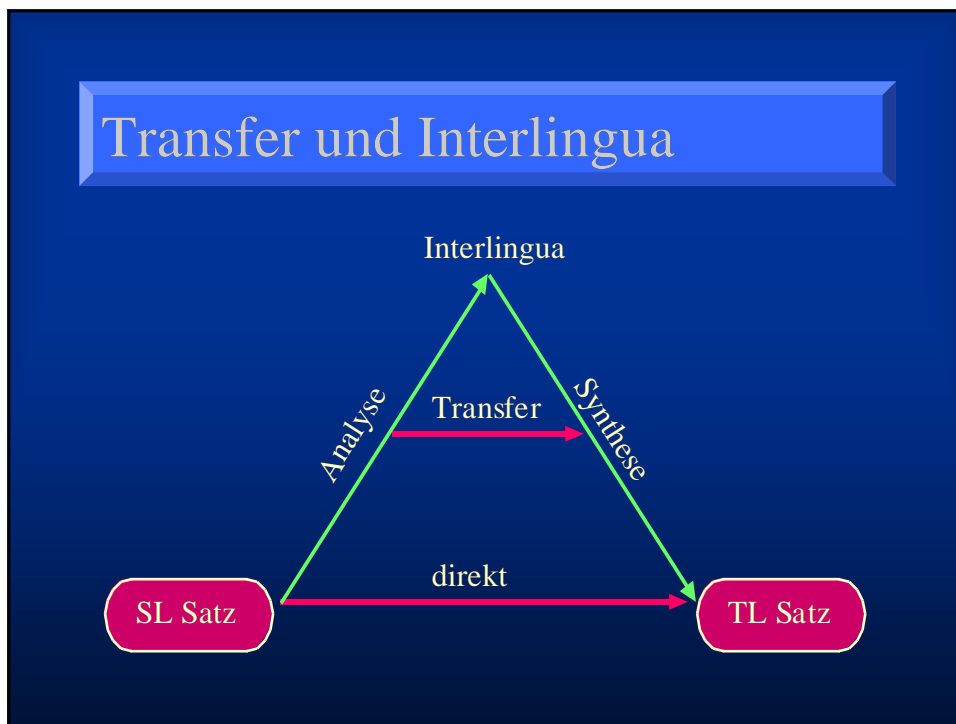 Transfer und Interlingua
Interlingua
Analyse
Transfer
Synthese
direkt
SL Satz
TL Satz